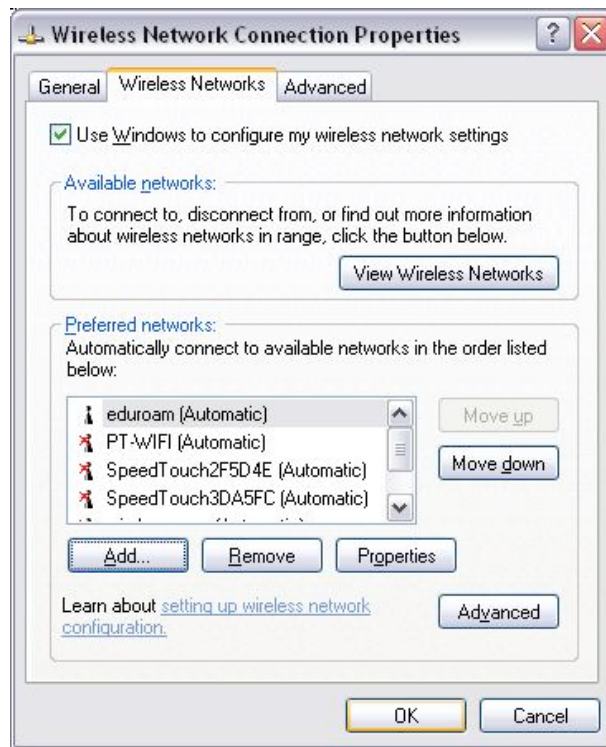 Wireless Network Connection Properties
General Wireless Networks Advanced
Use Windows to configure my wireless network settings
Available networks:
To connect to, disconnect from, or find out more information
about wireless networks in range, click the button below.
View Wireless Networks
Preferred networks:
Automatically connect to available networks in the order listed
below:
eduroam (Automatic)
PT-WIFI (Automatic)
SpeedTouch2F5D4E (Automatic)
SpeedTouch3DA5FC (Automatic)
Move up
Move down
Add... Remove Properties
Learn about setting up wireless network
configuration.
Advanced
OK Cancel